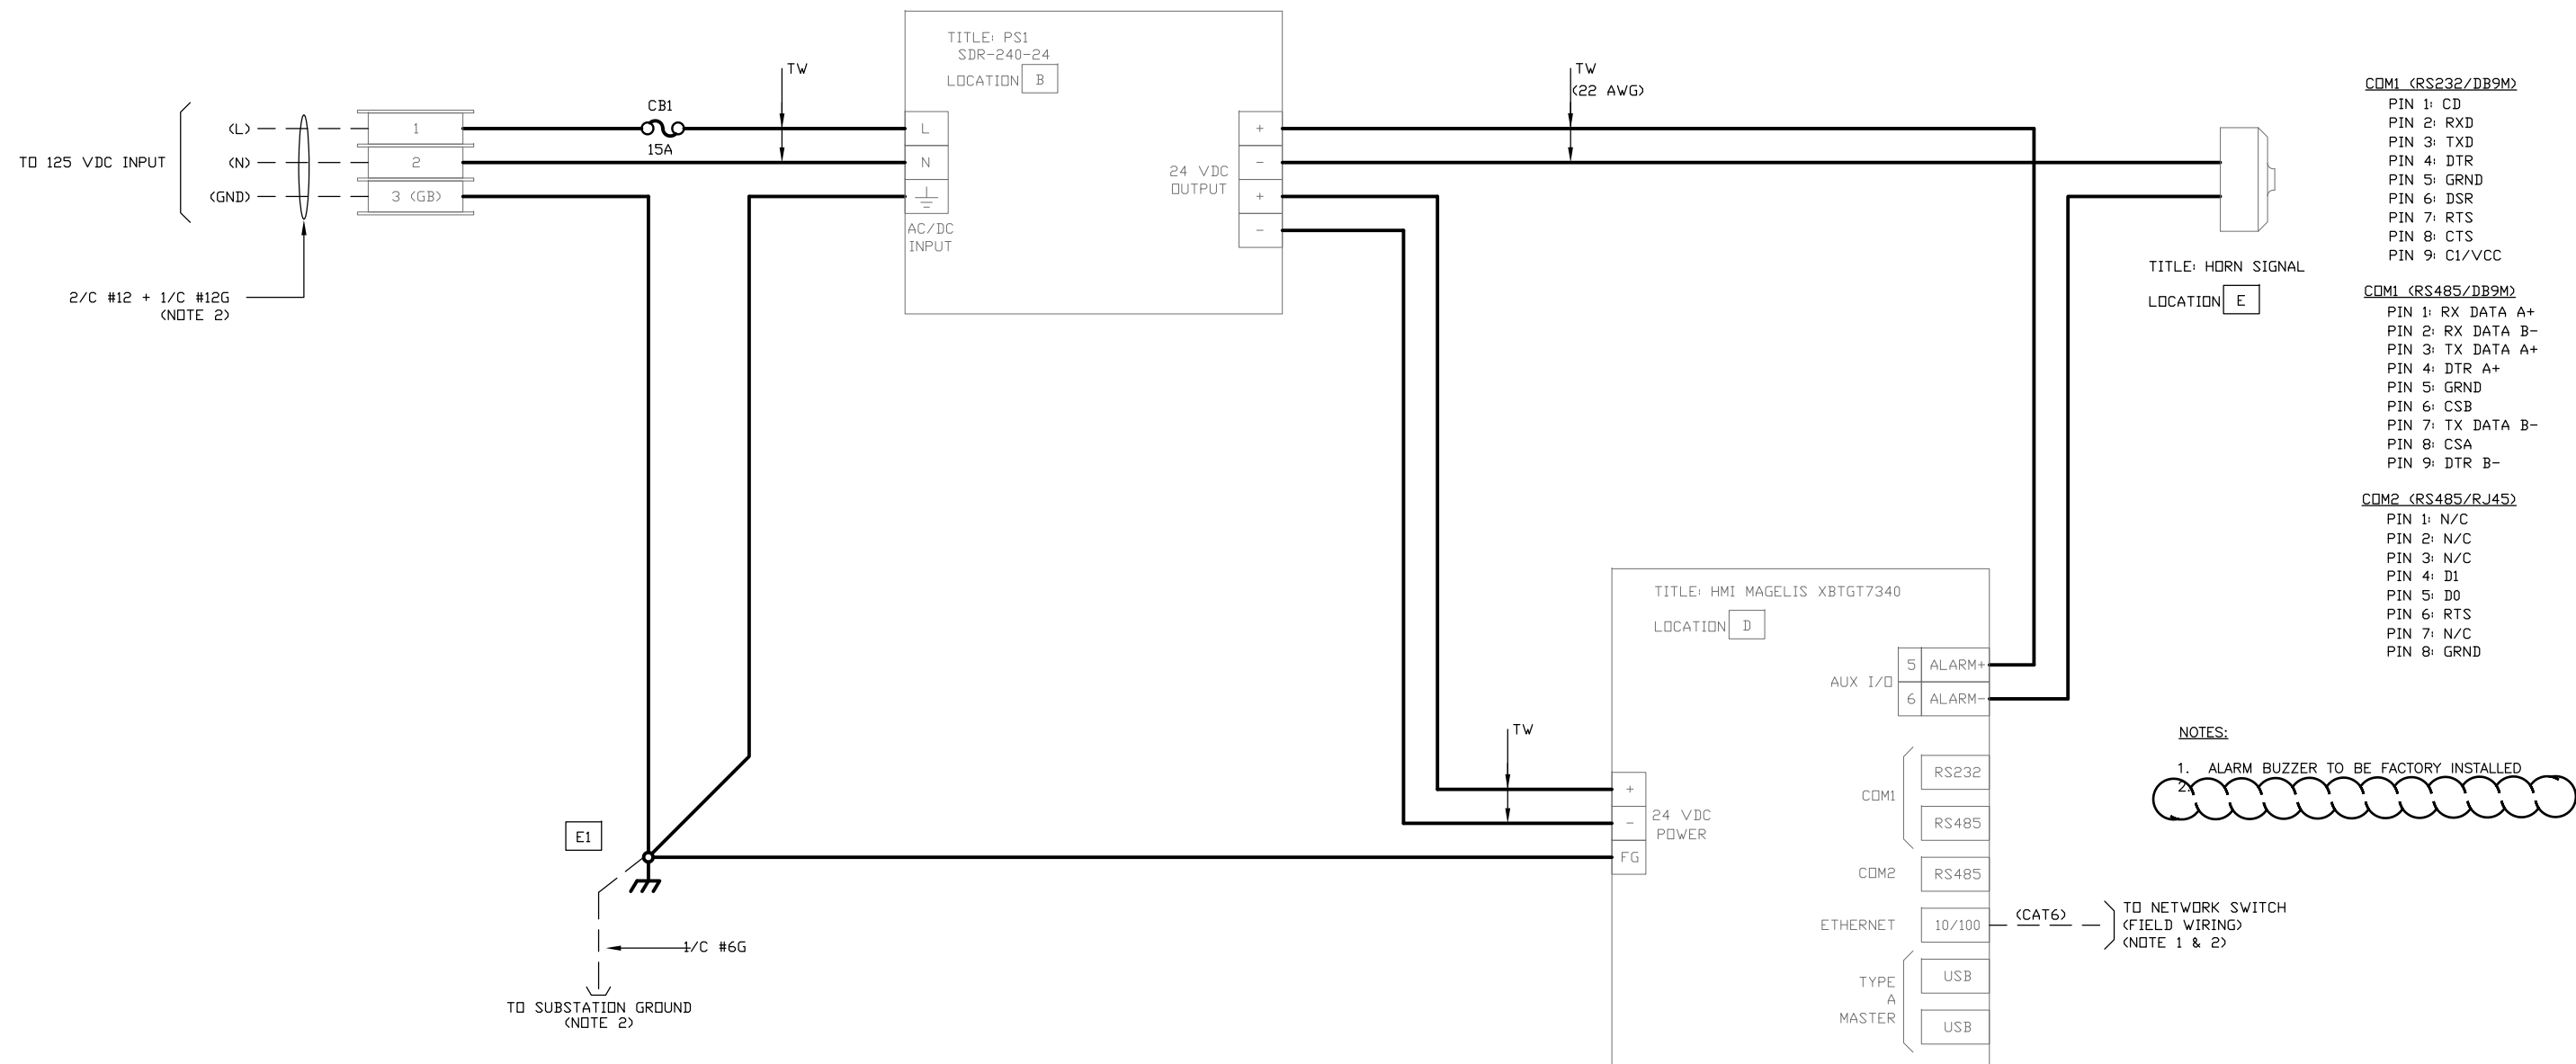 TO 125 VDC INPUT
(L)
(N)
(GND)
1
2
3 (GB)
2/C #12 + 1/C #12G
(NOTE 2)
CB1
15A
TW
TITLE: PS1
SDR-240-24
LOCATION B
L
N
AC/DC
INPUT
24 VDC
OUTPUT
+
-
+
-
TW
(22 AWG)
TITLE: HORN SIGNAL
LOCATION E
E1
1/C #6G
TO SUBSTATION GROUND
(NOTE 2)
TW
TITLE: HMI MAGELIS XBTGT7340
LOCATION D
AUX I/O
5 ALARM+
6 ALARM-
+
-
FG
24 VDC
POWER
COM1
RS232
RS485
COM2 RS485
ETHERNET 10/100
TYPE
A
MASTER
USB
USB
(CAT6)
TO NETWORK SWITCH
(FIELD WIRING)
(NOTE 1 & 2)
COM1 (RS232/DB9M)
PIN 1: CD
PIN 2: RXD
PIN 3: TXD
PIN 4: DTR
PIN 5: GRND
PIN 6: DSR
PIN 7: RTS
PIN 8: CTS
PIN 9: C1/VCC
COM1 (RS485/DB9M)
PIN 1: RX DATA A+
PIN 2: RX DATA B-
PIN 3: TX DATA A+
PIN 4: DTR A+
PIN 5: GRND
PIN 6: CSB
PIN 7: TX DATA B-
PIN 8: CSA
PIN 9: DTR B-
COM2 (RS485/RJ45)
PIN 1: N/C
PIN 2: N/C
PIN 3: N/C
PIN 4: D1
PIN 5: D0
PIN 6: RTS
PIN 7: N/C
PIN 8: GRND
NOTES:
1. ALARM BUZZER TO BE FACTORY INSTALLED
2.